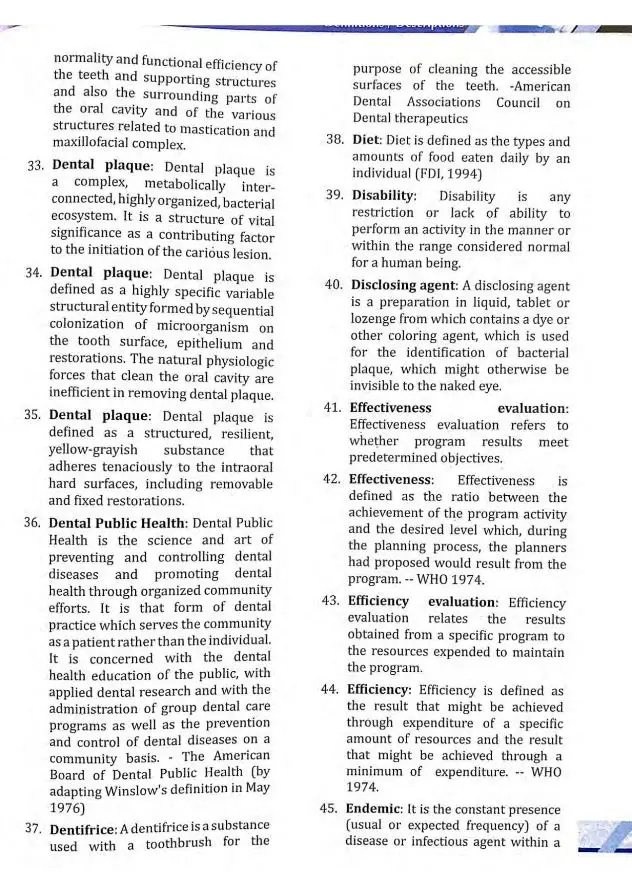 Definitions / Descriptions
normality and functional efficiency of
the teeth and supporting structures
and also the surrounding parts of
the oral cavity and of the various
structures related to mastication and
maxillofacial complex.
33. Dental plaque: Dental plaque is
a complex, metabolically inter-
connected, highly organized, bacterial
ecosystem. It is a structure of vital
significance as a contributing factor
to the initiation of the carious lesion.
34. Dental plaque: Dental plaque is
defined as a highly specific variable
structural entity formed by sequential
colonization of microorganism on
the tooth surface, epithelium and
restorations. The natural physiologic
forces that clean the oral cavity are
inefficient in removing dental plaque.
35. Dental plaque: Dental plaque is
defined as a structured, resilient,
yellow-grayish substance that
adheres tenaciously to the intraoral
hard surfaces, including removable
and fixed restorations.
36. Dental Public Health: Dental Public
Health is the science and art of
preventing and controlling dental
diseases and promoting dental
health through organized community
efforts. It is that form of dental
practice which serves the community
as a patient rather than the individual.
It is concerned with the dental
health education of the public, with
applied dental research and with the
administration of group dental care
programs as well as the prevention
and control of dental diseases on a
community basis. - The American
Board of Dental Public Health (by
adapting Winslow's definition in May
1976)
37. Dentifrice: A dentifrice is a substance
used with a toothbrush for the
purpose of cleaning the accessible
surfaces of the teeth. -American
Dental Associations Council on
Dental therapeutics
38. Diet: Diet is defined as the types and
amounts of food eaten daily by an
individual (FDI, 1994)
39. Disability: Disability is any
restriction or lack of ability to
perform an activity in the manner or
within the range considered normal
for a human being.
40. Disclosing agent: A disclosing agent
is a preparation in liquid, tablet or
lozenge from which contains a dye or
other coloring agent, which is used
for the identification of bacterial
plaque, which might otherwise be
invisible to the naked eye.
41. Effectiveness evaluation:
Effectiveness evaluation refers to
whether program results meet
predetermined objectives.
42. Effectiveness: Effectiveness is
defined as the ratio between the
achievement of the program activity
and the desired level which, during
the planning process, the planners
had proposed would result from the
program. -- WHO 1974.
43. Efficiency evaluation: Efficiency
evaluation relates the results
obtained from a specific program to
the resources expended to maintain
the program.
44. Efficiency: Efficiency is defined as
the result that might be achieved
through expenditure of a specific
amount of resources and the result
that might be achieved through a
minimum of expenditure. -- WHO
1974.
45. Endemic: It is the constant presence
(usual or expected frequency) of a
disease or infectious agent within a